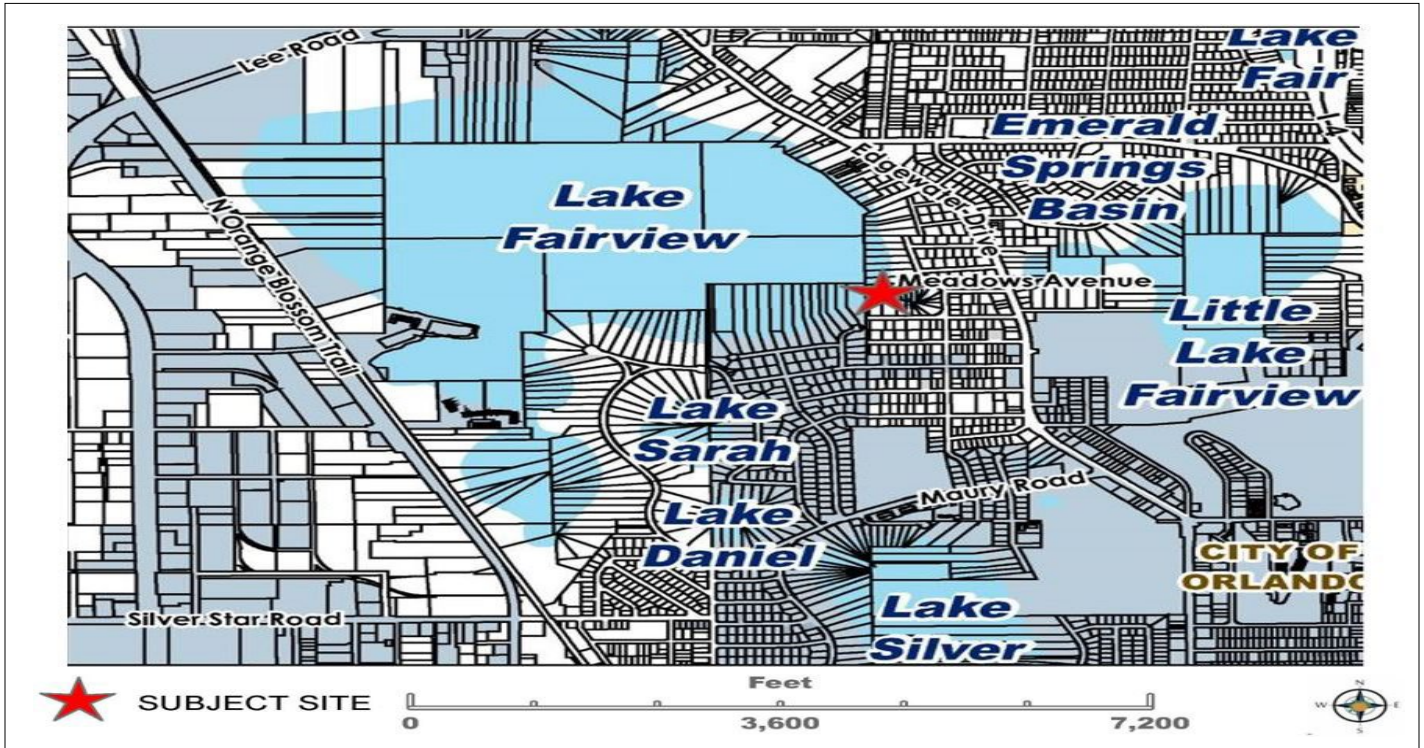 Lee Road
Lake
Fair
Emerald
Springs
Basin
I-4
Edgewater Drive
Lake
Fairview
N Orange Blossom Trail
Meadows Avenue
Little
Lake
Fairview
Lake
Sarah
Maury Road
Lake
Daniel
CITY OF
ORLANDO
Silver Star Road
Lake
Silver
SUBJECT SITE
Feet
0
3,600
7,200
N
W
E
S